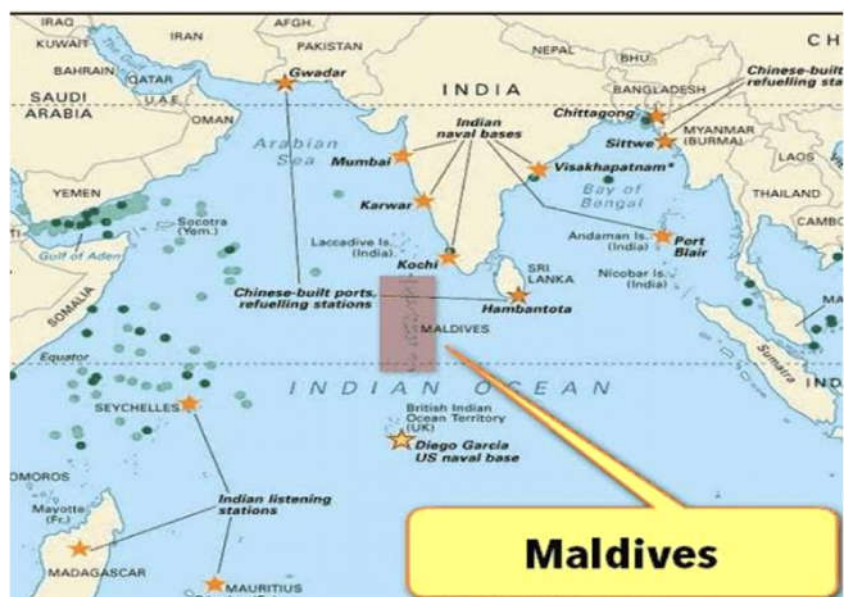 IRAQ
AFGH.
KUWAIT
The Gulf
IRAN
PAKISTAN
NEPAL
BHU.
CH
BAHRAIN
QATAR
Gwadar
INDIA
BANGLADESH
Chinese-built
refuelling sta
SAUDI
ARABIA
U.A.E.
OMAN
Indian
naval bases
Chittagong
Arabian
Sea
Mumbai
Sittwe
MYANMAR
(BURMA)
LAOS
YEMEN
Visakhapatnam*
Bay of
Bengal
THAILAND
Karwar
Socotra
(Yem.)
Gulf of Aden
Laccadive Is.
(India)
Andaman Is.
(India)
Port
Blair
CAMBO
Kochi
SRI
LANKA
Nicobar Is.
(India)
SOMALIA
Chinese-built ports,
refuelling stations
Hambantota
MA
MALDIVES
Equator
Sumatra
INDIAN OCEAN
IND
SEYCHELLES
British Indian
Ocean Territory
(UK)
Diego Garcia
US naval base
OMOROS
Mayotte
(Fr.)
Indian listening
stations
Maldives
MADAGASCAR
MAURITIUS